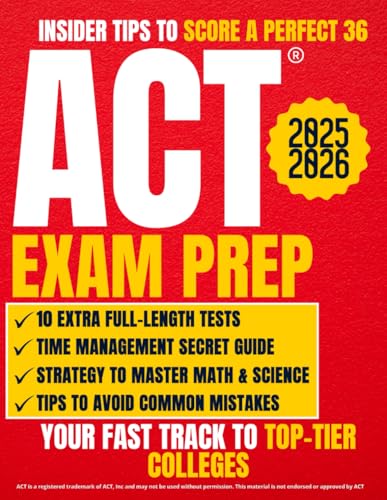 INSIDER TIPS TO SCORE A PERFECT 36
ACT®
2025
2026
EXAM PREP
✓ 10 EXTRA FULL-LENGTH TESTS
✓ TIME MANAGEMENT SECRET GUIDE
✓ STRATEGY TO MASTER MATH & SCIENCE
✓ TIPS TO AVOID COMMON MISTAKES
YOUR FAST TRACK TO TOP-TIER
COLLEGES
ACT is a registered trademark of ACT, Inc and may not be used without permission. This material is not endorsed or approved by ACT